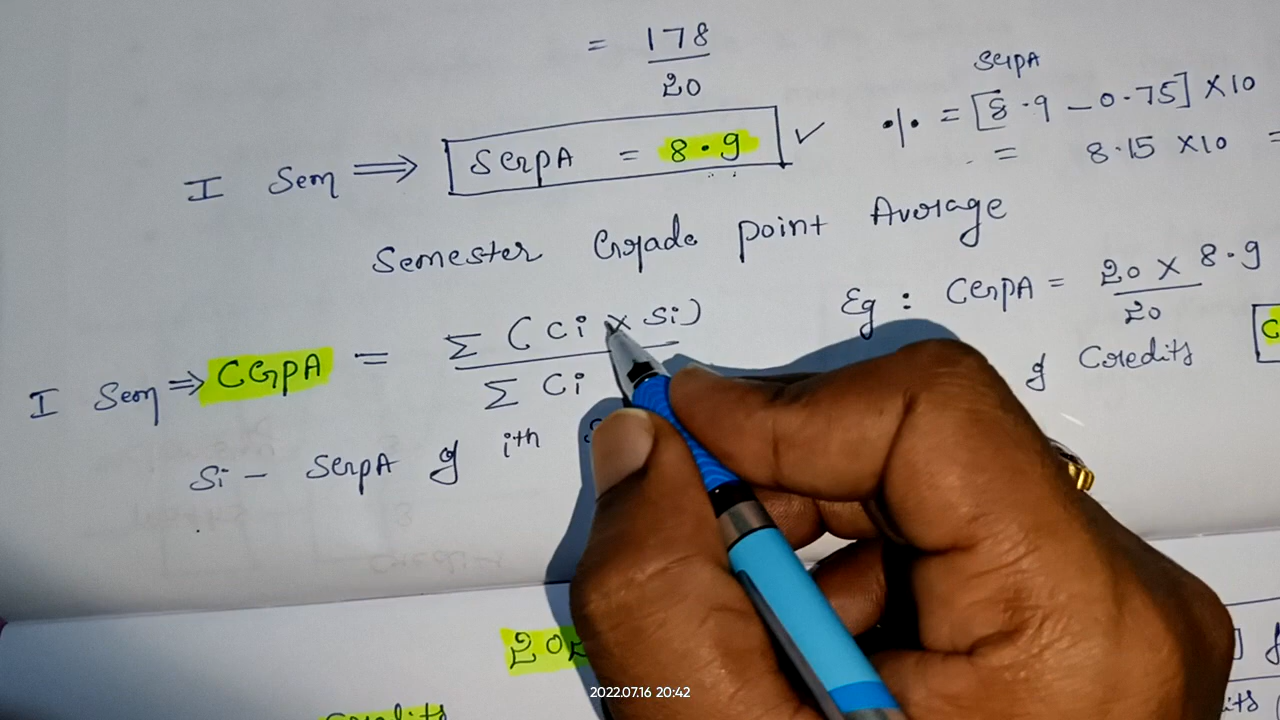 = 178
20
I Sem ⟹ SGPA = 8.9 ✓
SGPA
% = [8.9 – 0.75] X10
= 8.15 X10 =
Semester Grade point Average
I Sem ⇒ CGPA = Σ (Ci X Si)
Σ Ci
Eg : CGPA = 20 X 8.9
20
of Credits
Si – SGPA of ith
202
Credits
2022.07.16 20:42